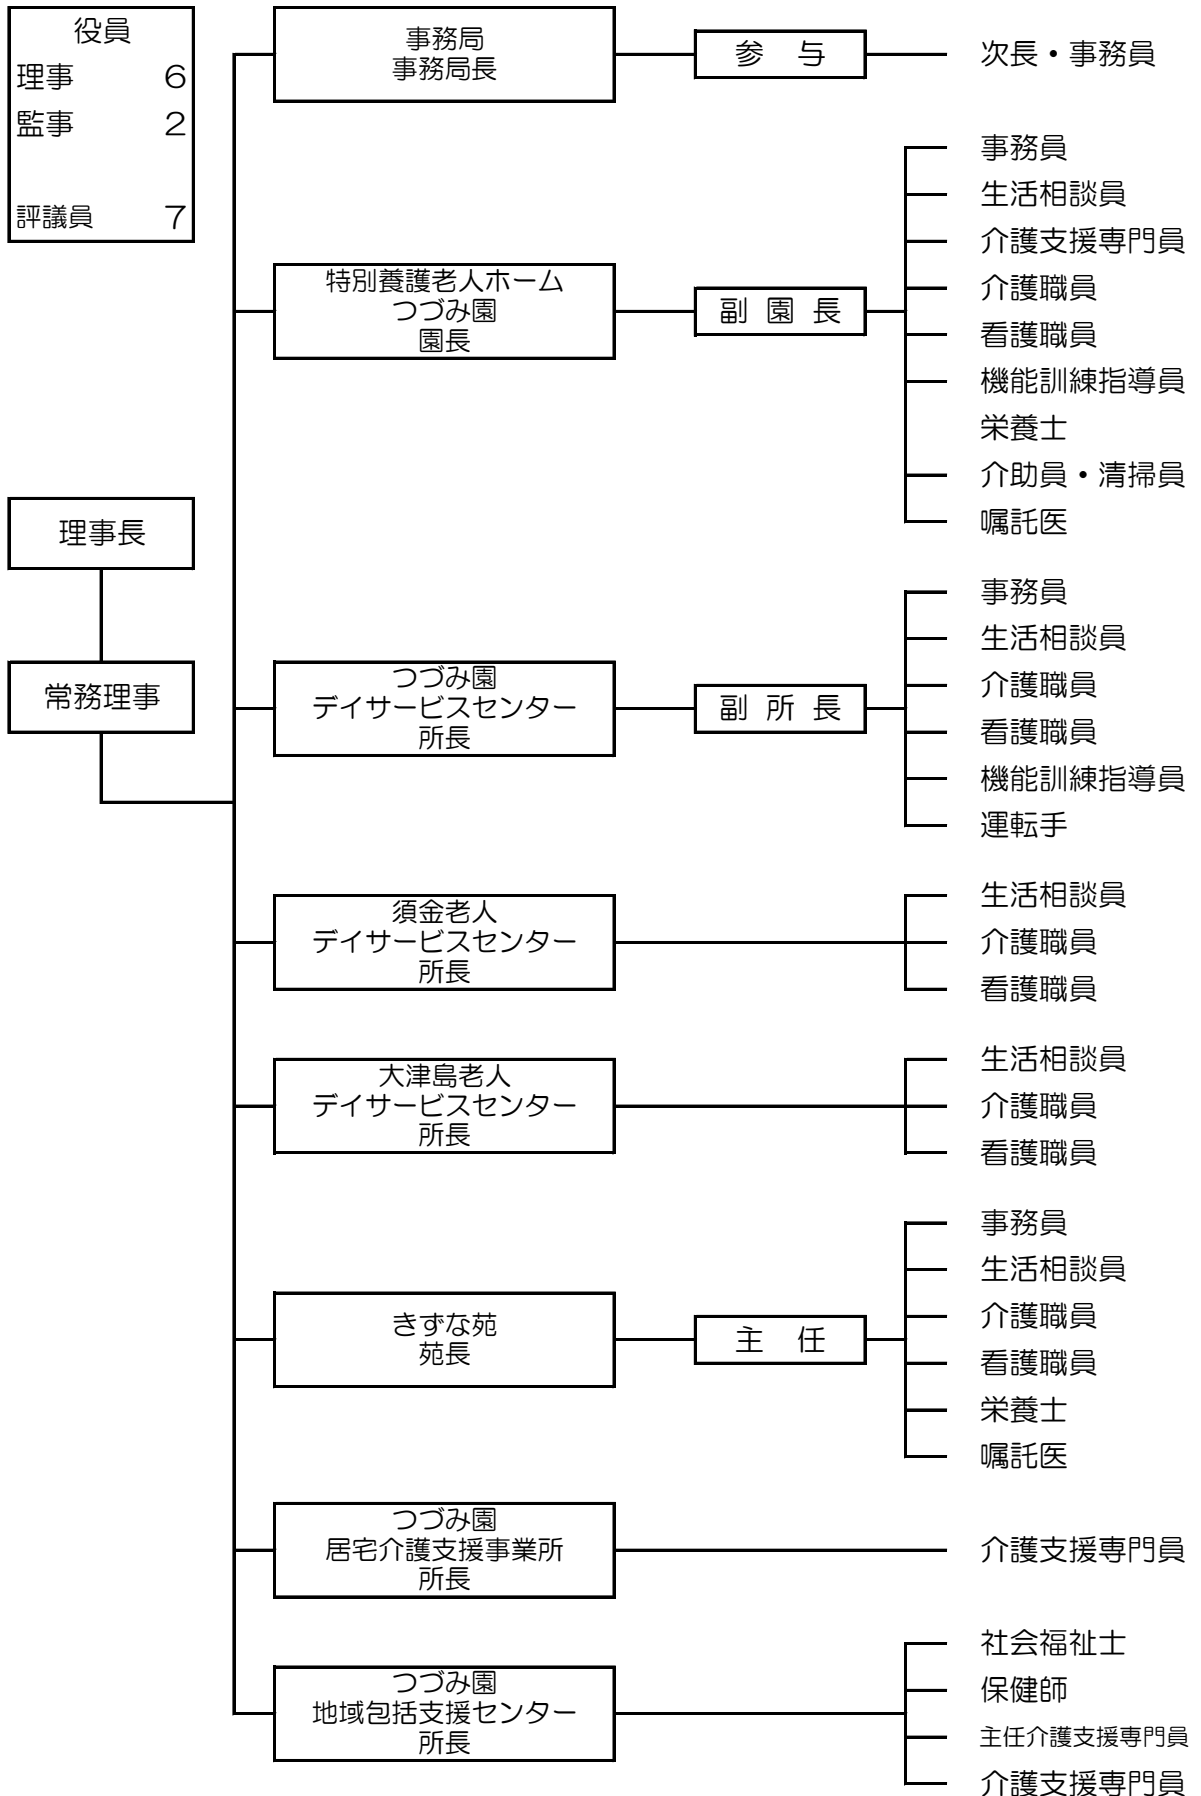 役員
理事 6
監事 2
評議員 7
理事長
常務理事
事務局
事務局長
参 与
次長・事務員
特別養護老人ホーム
つづみ園
園長
副 園 長
事務員
生活相談員
介護支援専門員
介護職員
看護職員
機能訓練指導員
栄養士
介助員・清掃員
嘱託医
つづみ園
デイサービスセンター
所長
副 所 長
事務員
生活相談員
介護職員
看護職員
機能訓練指導員
運転手
須金老人
デイサービスセンター
所長
生活相談員
介護職員
看護職員
大津島老人
デイサービスセンター
所長
生活相談員
介護職員
看護職員
きずな苑
苑長
主 任
事務員
生活相談員
介護職員
看護職員
栄養士
嘱託医
つづみ園
居宅介護支援事業所
所長
介護支援専門員
つづみ園
地域包括支援センター
所長
社会福祉士
保健師
主任介護支援専門員
介護支援専門員